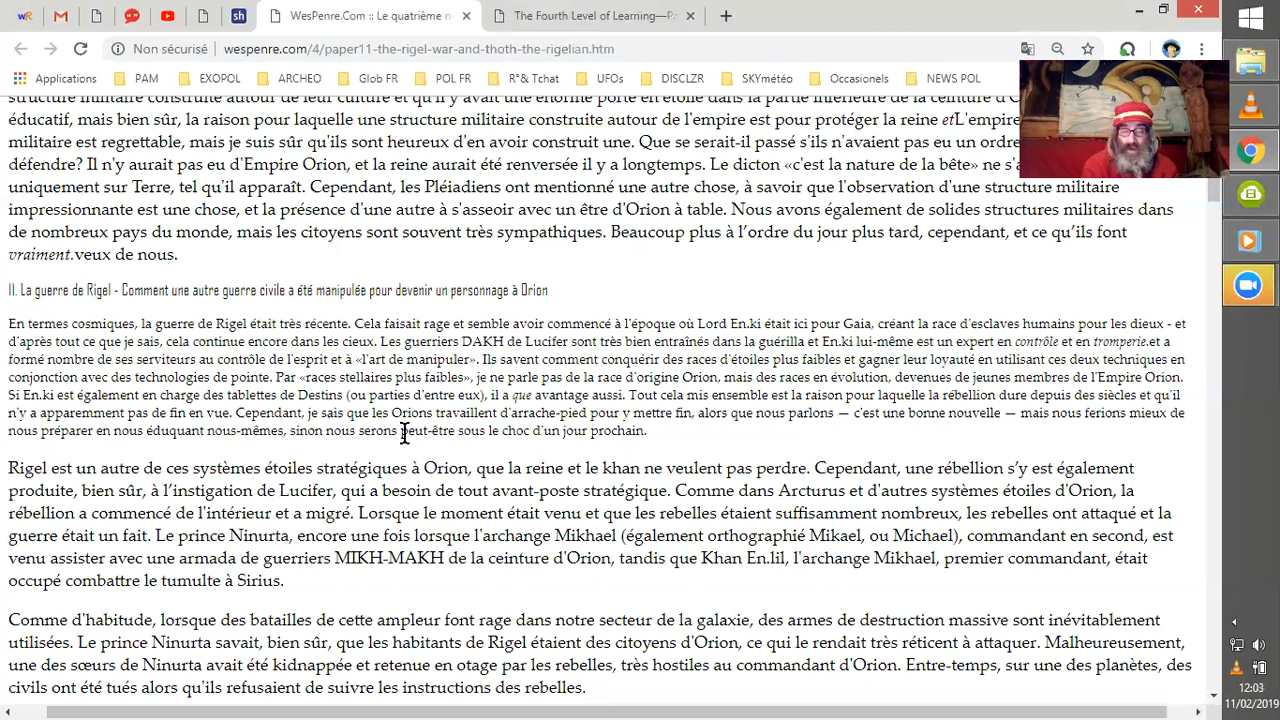 WesPenre.Com :: Le quatrième n
The Fourth Level of Learning—Pa
Non sécurisé
wespenre.com/4/paper11-the-rigel-war-and-thoth-the-rigelian.htm
Applications
PAM
EXOPOL
ARCHEO
Glob FR
POL FR
R°& Tchat
UFOs
DISCLZR
SKYmétéo
Occasionels
NEWS POL
structure militaire construite autour de leur culture et qu'il y avait une énorme porte en étoile dans la partie inférieure de la ceinture d'O
éducatif, mais bien sûr, la raison pour laquelle une structure militaire construite autour de l'empire est pour protéger la reine etL'empire
militaire est regrettable, mais je suis sûr qu'ils sont heureux d'en avoir construit une. Que se serait-il passé s'ils n'avaient pas eu un ordre
défendre? Il n'y aurait pas eu d'Empire Orion, et la reine aurait été renversée il y a longtemps. Le dicton «c'est la nature de la bête» ne s'a
uniquement sur Terre, tel qu'il apparaît. Cependant, les Pléiadiens ont mentionné une autre chose, à savoir que l'observation d'une structure militaire
impressionnante est une chose, et la présence d'une autre à s'asseoir avec un être d'Orion à table. Nous avons également de solides structures militaires dans
de nombreux pays du monde, mais les citoyens sont souvent très sympathiques. Beaucoup plus à l'ordre du jour plus tard, cependant, et ce qu'ils font
vraiment.veux de nous.
II. La guerre de Rigel - Comment une autre guerre civile a été manipulée pour devenir un personnage à Orion
En termes cosmiques, la guerre de Rigel était très récente. Cela faisait rage et semble avoir commencé à l'époque où Lord En.ki était ici pour Gaia, créant la race d'esclaves humains pour les dieux - et
d'après tout ce que je sais, cela continue encore dans les cieux. Les guerriers DAKH de Lucifer sont très bien entraînés dans la guérilla et En.ki lui-même est un expert en contrôle et en tromperie.et a
formé nombre de ses serviteurs au contrôle de l'esprit et à «l'art de manipuler». Ils savent comment conquérir des races d'étoiles plus faibles et gagner leur loyauté en utilisant ces deux techniques en
conjonction avec des technologies de pointe. Par «races stellaires plus faibles», je ne parle pas de la race d'origine Orion, mais des races en évolution, devenues de jeunes membres de l'Empire Orion.
Si En.ki est également en charge des tablettes de Destins (ou parties d'entre eux), il a que avantage aussi. Tout cela mis ensemble est la raison pour laquelle la rébellion dure depuis des siècles et qu'il
n'y a apparemment pas de fin en vue. Cependant, je sais que les Orions travaillent d'arrache-pied pour y mettre fin, alors que nous parlons — c'est une bonne nouvelle — mais nous ferions mieux de
nous préparer en nous éduquant nous-mêmes, sinon nous serons peut-être sous le choc d'un jour prochain.
Rigel est un autre de ces systèmes étoiles stratégiques à Orion, que la reine et le khan ne veulent pas perdre. Cependant, une rébellion s'y est également
produite, bien sûr, à l'instigation de Lucifer, qui a besoin de tout avant-poste stratégique. Comme dans Arcturus et d'autres systèmes étoiles d'Orion, la
rébellion a commencé de l'intérieur et a migré. Lorsque le moment était venu et que les rebelles étaient suffisamment nombreux, les rebelles ont attaqué et la
guerre était un fait. Le prince Ninurta, encore une fois lorsque l'archange Mikhael (également orthographié Mikael, ou Michael), commandant en second, est
venu assister avec une armada de guerriers MIKH-MAKH de la ceinture d'Orion, tandis que Khan En.lil, l'archange Mikhael, premier commandant, était
occupé combattre le tumulte à Sirius.
Comme d'habitude, lorsque des batailles de cette ampleur font rage dans notre secteur de la galaxie, des armes de destruction massive sont inévitablement
utilisées. Le prince Ninurta savait, bien sûr, que les habitants de Rigel étaient des citoyens d'Orion, ce qui le rendait très réticent à attaquer. Malheureusement,
une des sœurs de Ninurta avait été kidnappée et retenue en otage par les rebelles, très hostiles au commandant d'Orion. Entre-temps, sur une des planètes, des
civils ont été tués alors qu'ils refusaient de suivre les instructions des rebelles.
12:03
11/02/2019